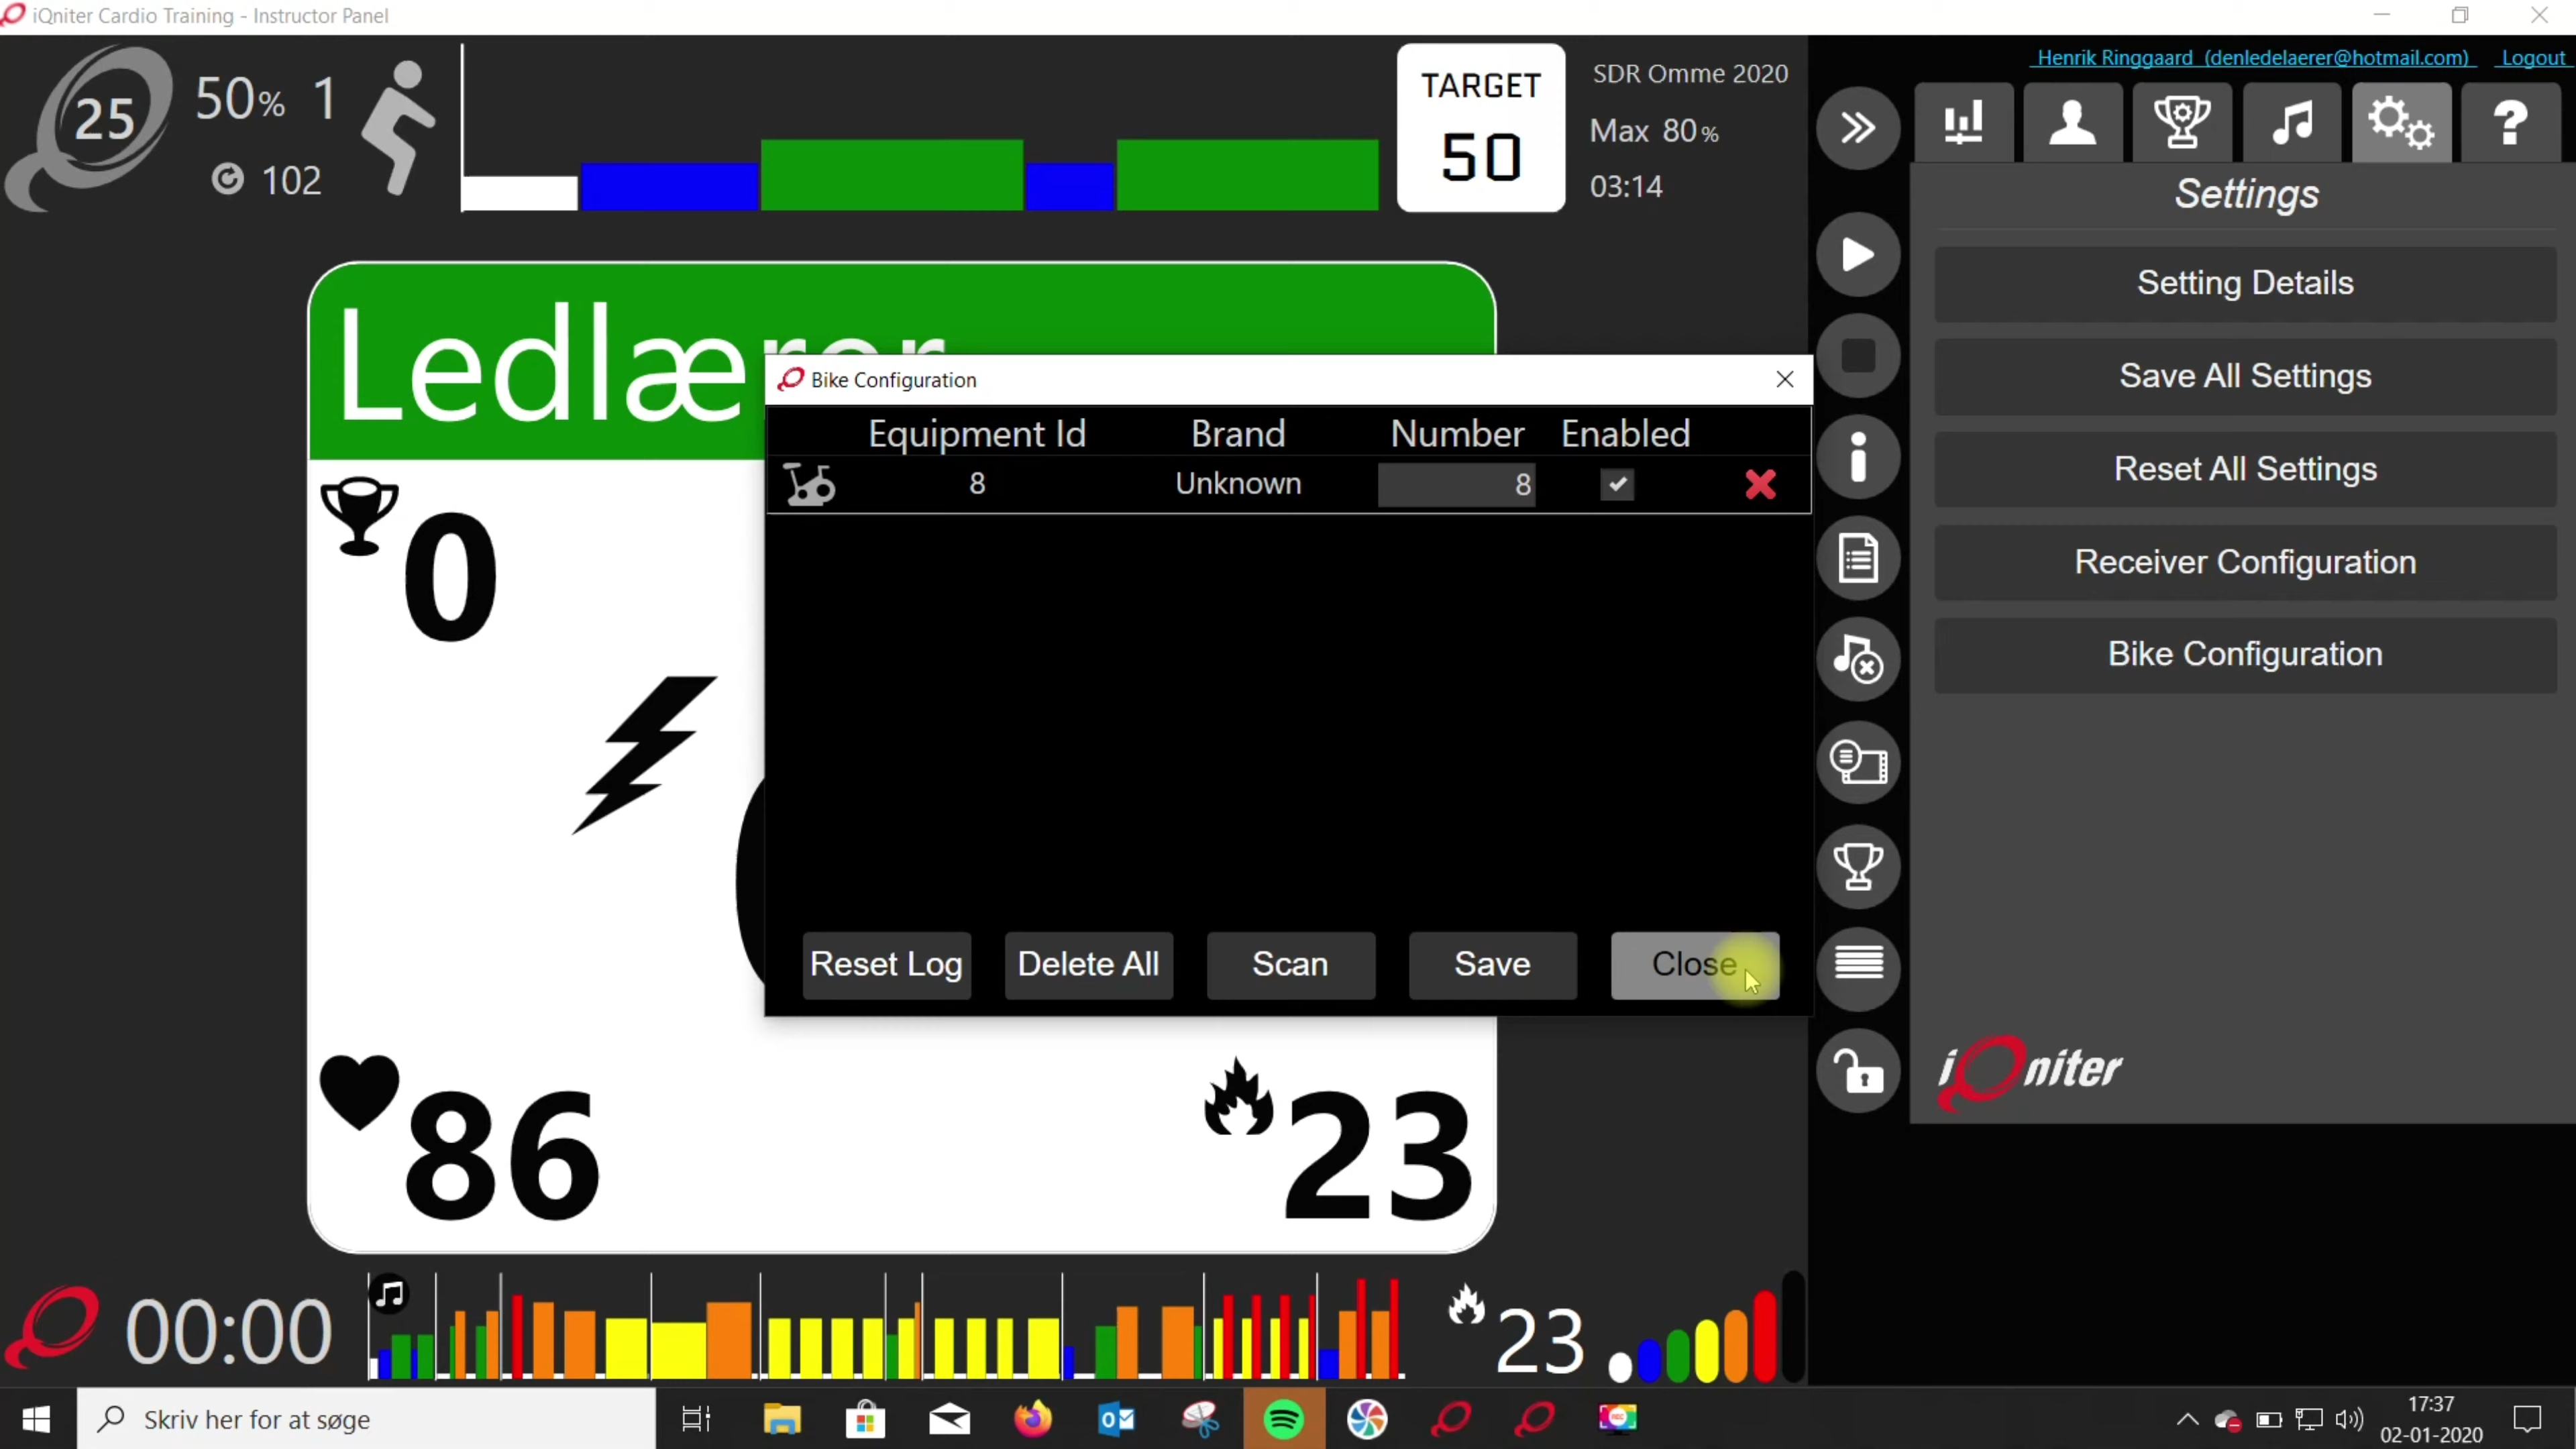 iQniter Cardio Training - Instructor Panel
Henrik Ringgaard (denledelaerer@hotmail.com) Logout
25
50% 1
102
TARGET
50
SDR Omme 2020
Max 80%
03:14
Settings
Setting Details
Save All Settings
Reset All Settings
Receiver Configuration
Bike Configuration
iQniter
0
86
23
Bike Configuration
Equipment Id Brand Number Enabled
8 Unknown 8
Reset Log Delete All Scan Save Close
00:00
23
Skriv her for at søge
17:37
02-01-2020